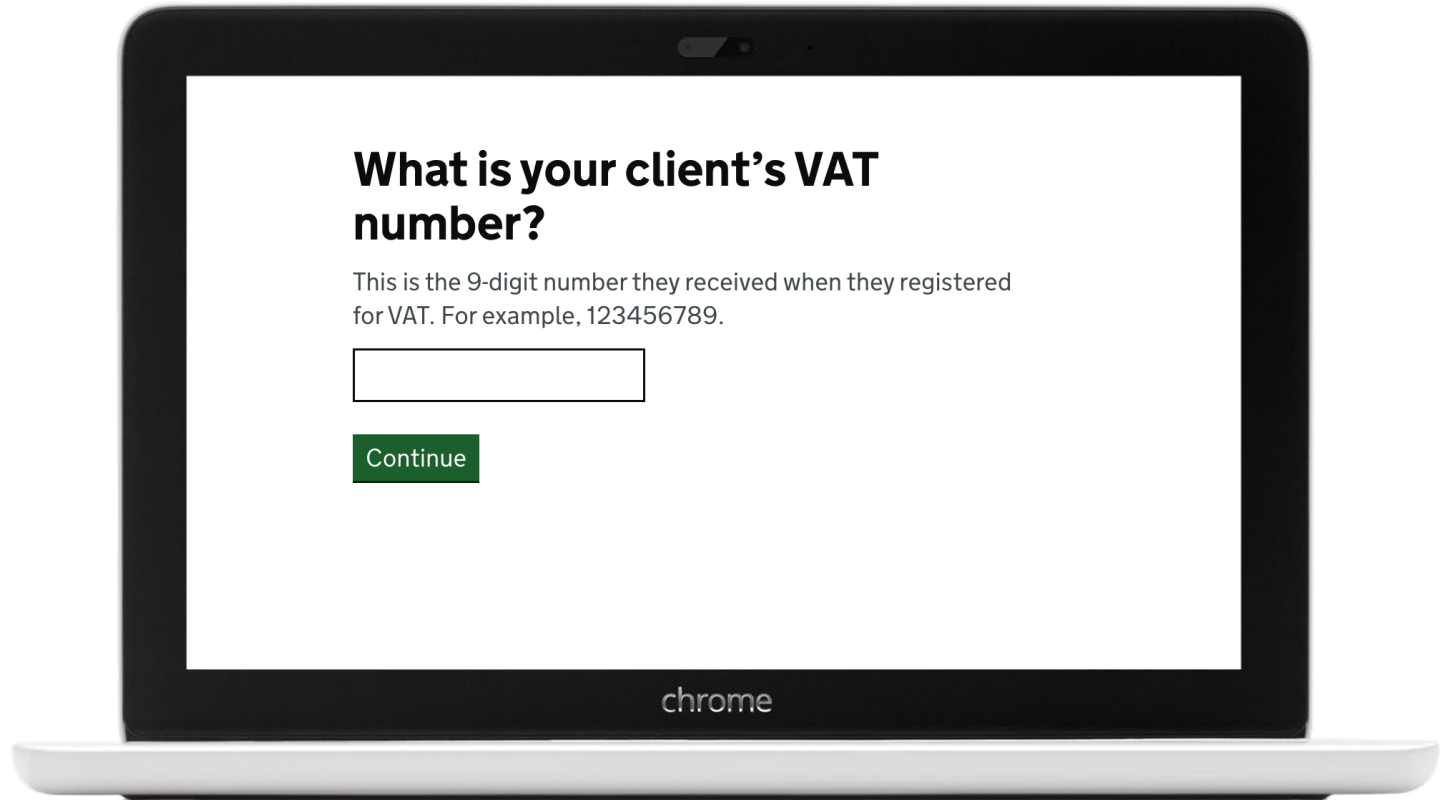 What is your client’s VAT
number?
This is the 9-digit number they received when they registered
for VAT. For example, 123456789.
Continue
chrome